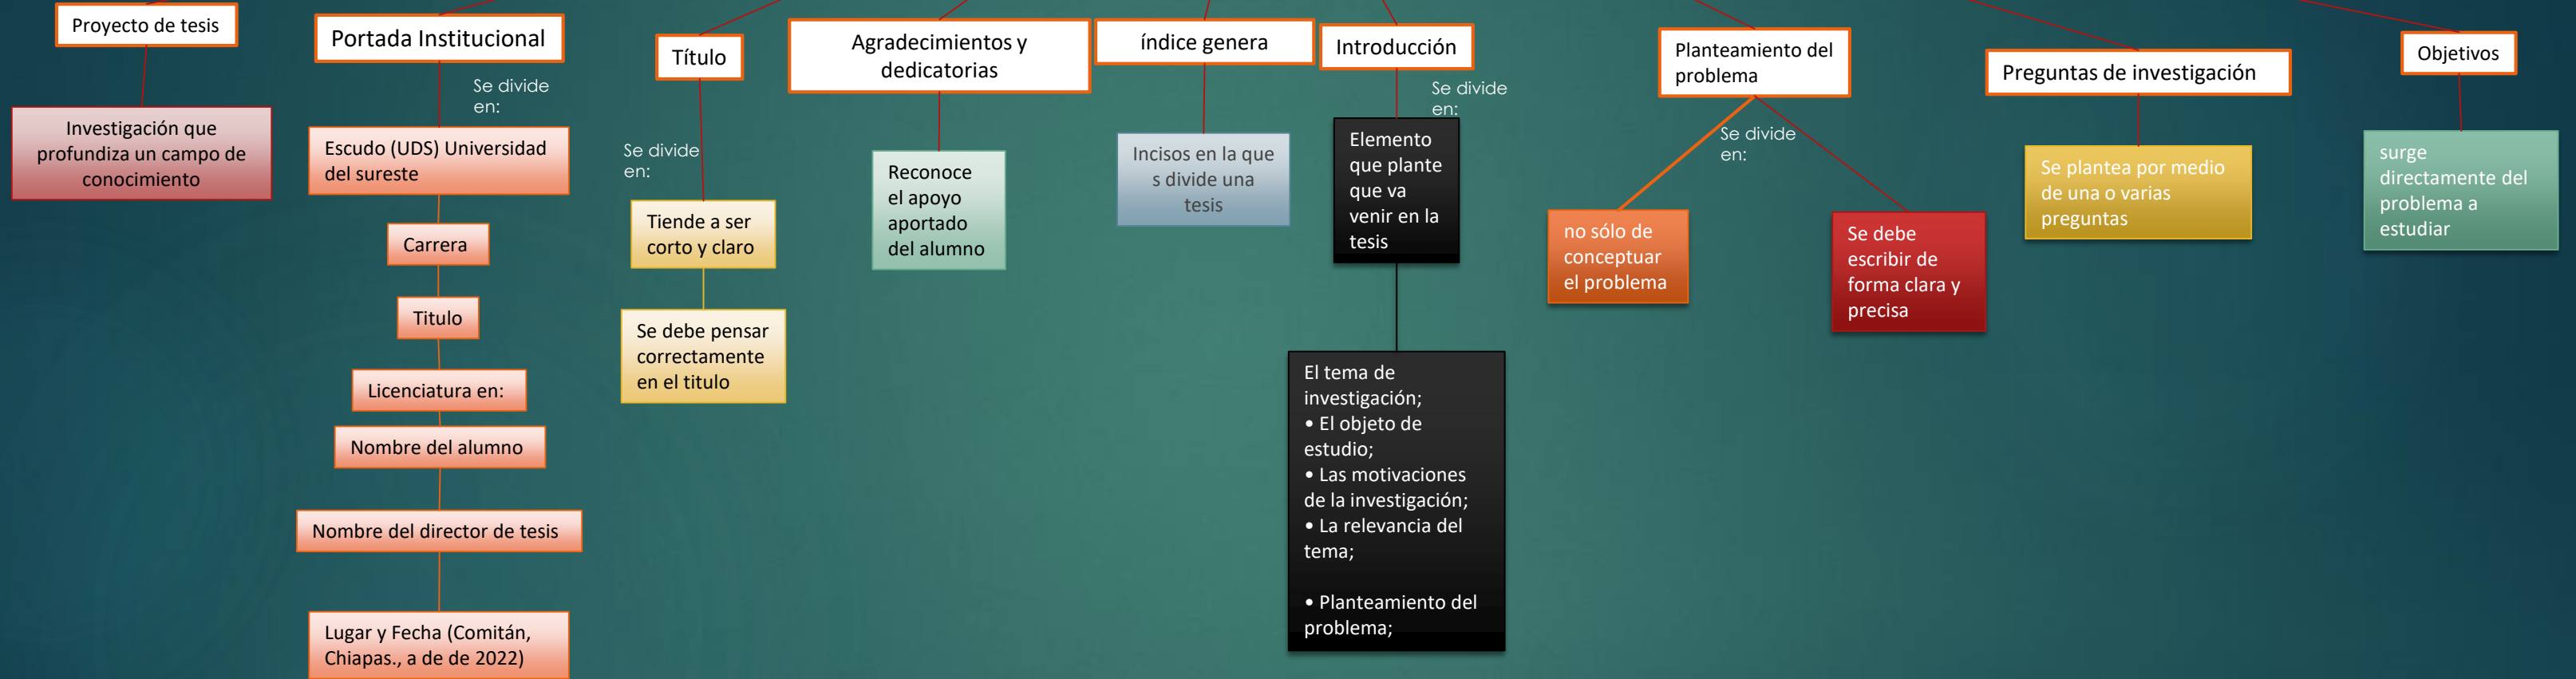 Proyecto de tesis
Investigación que
profundiza un campo de
conocimiento
Portada Institucional
Se divide
en:
Escudo (UDS) Universidad
del sureste
Carrera
Titulo
Licenciatura en:
Nombre del alumno
Nombre del director de tesis
Lugar y Fecha (Comitán,
Chiapas., a de de 2022)
Título
Se divide
en:
Tiende a ser
corto y claro
Se debe pensar
correctamente
en el titulo
Agradecimientos y
dedicatorias
Reconoce
el apoyo
aportado
del alumno
índice genera
Incisos en la que
s divide una
tesis
Introducción
Se divide
en:
Elemento
que plante
que va
venir en la
tesis
El tema de
investigación;
• El objeto de
estudio;
• Las motivaciones
de la investigación;
• La relevancia del
tema;
• Planteamiento del
problema;
Planteamiento del
problema
Se divide
en:
no sólo de
conceptuar
el problema
Se debe
escribir de
forma clara y
precisa
Preguntas de investigación
Se plantea por medio
de una o varias
preguntas
Objetivos
surge
directamente del
problema a
estudiar